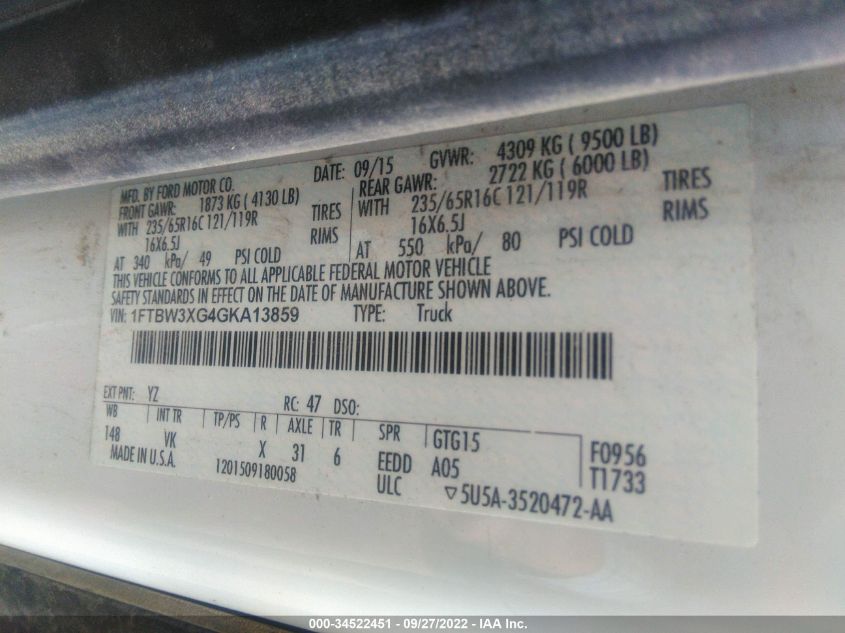 MFD. BY FORD MOTOR CO. DATE: 09/15 GVWR: 4309 KG ( 9500 LB)
FRONT GAWR: 1873 KG ( 4130 LB) REAR GAWR: 2722 KG ( 6000 LB)
WITH 235/65R16C 121/119R TIRES WITH 235/65R16C 121/119R TIRES
16X6.5J RIMS 16X6.5J RIMS
AT 340 kPa/ 49 PSI COLD AT 550 kPa/ 80 PSI COLD
THIS VEHICLE CONFORMS TO ALL APPLICABLE FEDERAL MOTOR VEHICLE
SAFETY STANDARDS IN EFFECT ON THE DATE OF MANUFACTURE SHOWN ABOVE.
VIN: 1FTBW3XG4GKA13859 TYPE: Truck
EXT PNT: YZ RC: 47 DSO:
WB INT TR TP/PS R AXLE TR SPR GTG15 F0956
148 VK X 31 6 EEDD A05 T1733
MADE IN U.S.A. 1201509180058 ULC ▽5U5A-3520472-AA
000-34522451 - 09/27/2022 - IAA Inc.